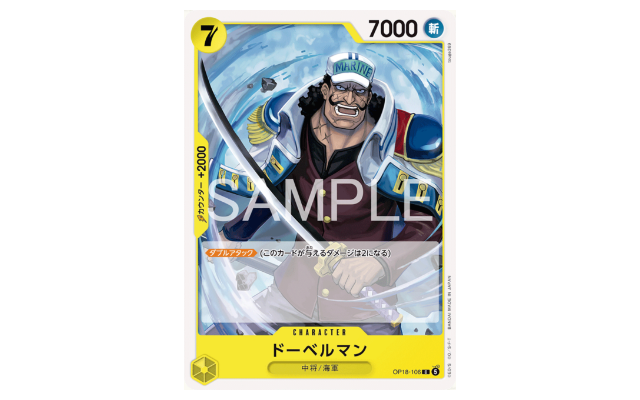 7
7000
斬
MARINE
カウンター +2000
SAMPLE
ダブルアタック (このカードが与えるダメージは2になる)
CHARACTER
ドーベルマン
中将/海軍